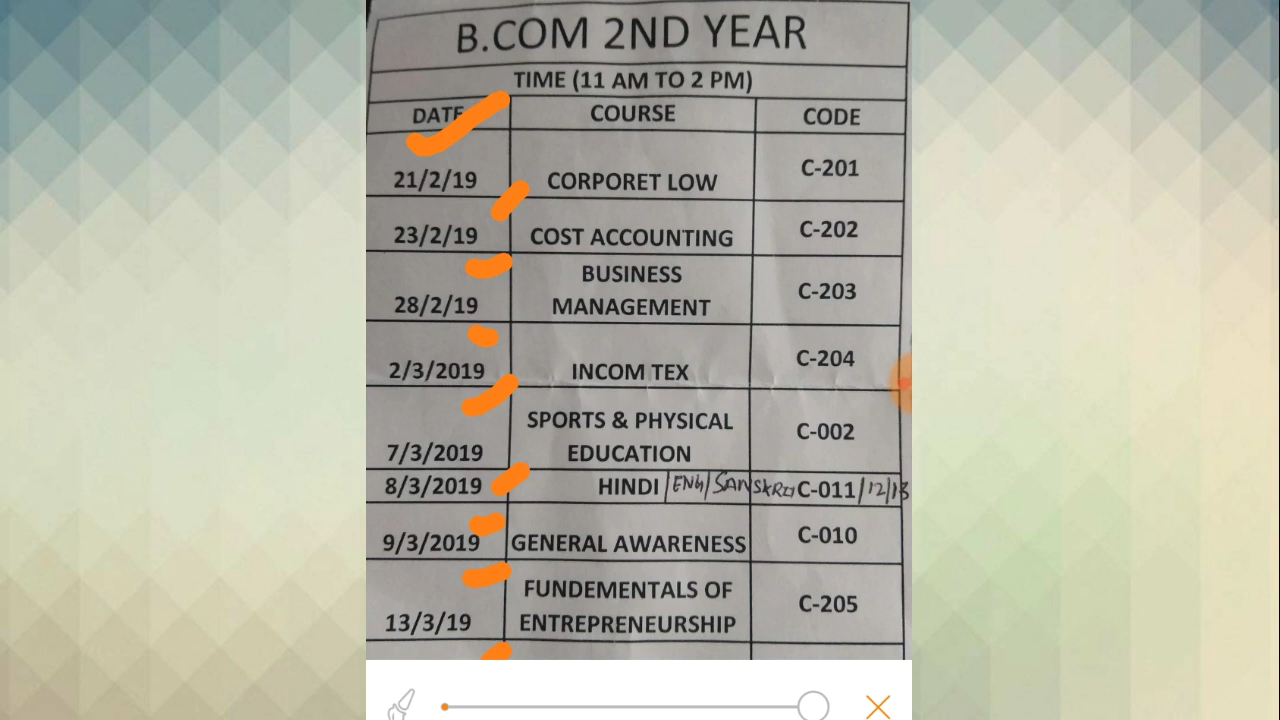 B.COM 2ND YEAR
TIME (11 AM TO 2 PM)
DATE COURSE CODE
21/2/19 CORPORET LOW C-201
23/2/19 COST ACCOUNTING C-202
BUSINESS
28/2/19 MANAGEMENT C-203
2/3/2019 INCOM TEX C-204
SPORTS & PHYSICAL
7/3/2019 EDUCATION C-002
8/3/2019 HINDI /ENG/SANSKRIT C-011/12/13
9/3/2019 GENERAL AWARENESS C-010
FUNDEMENTALS OF
13/3/19 ENTREPRENEURSHIP C-205